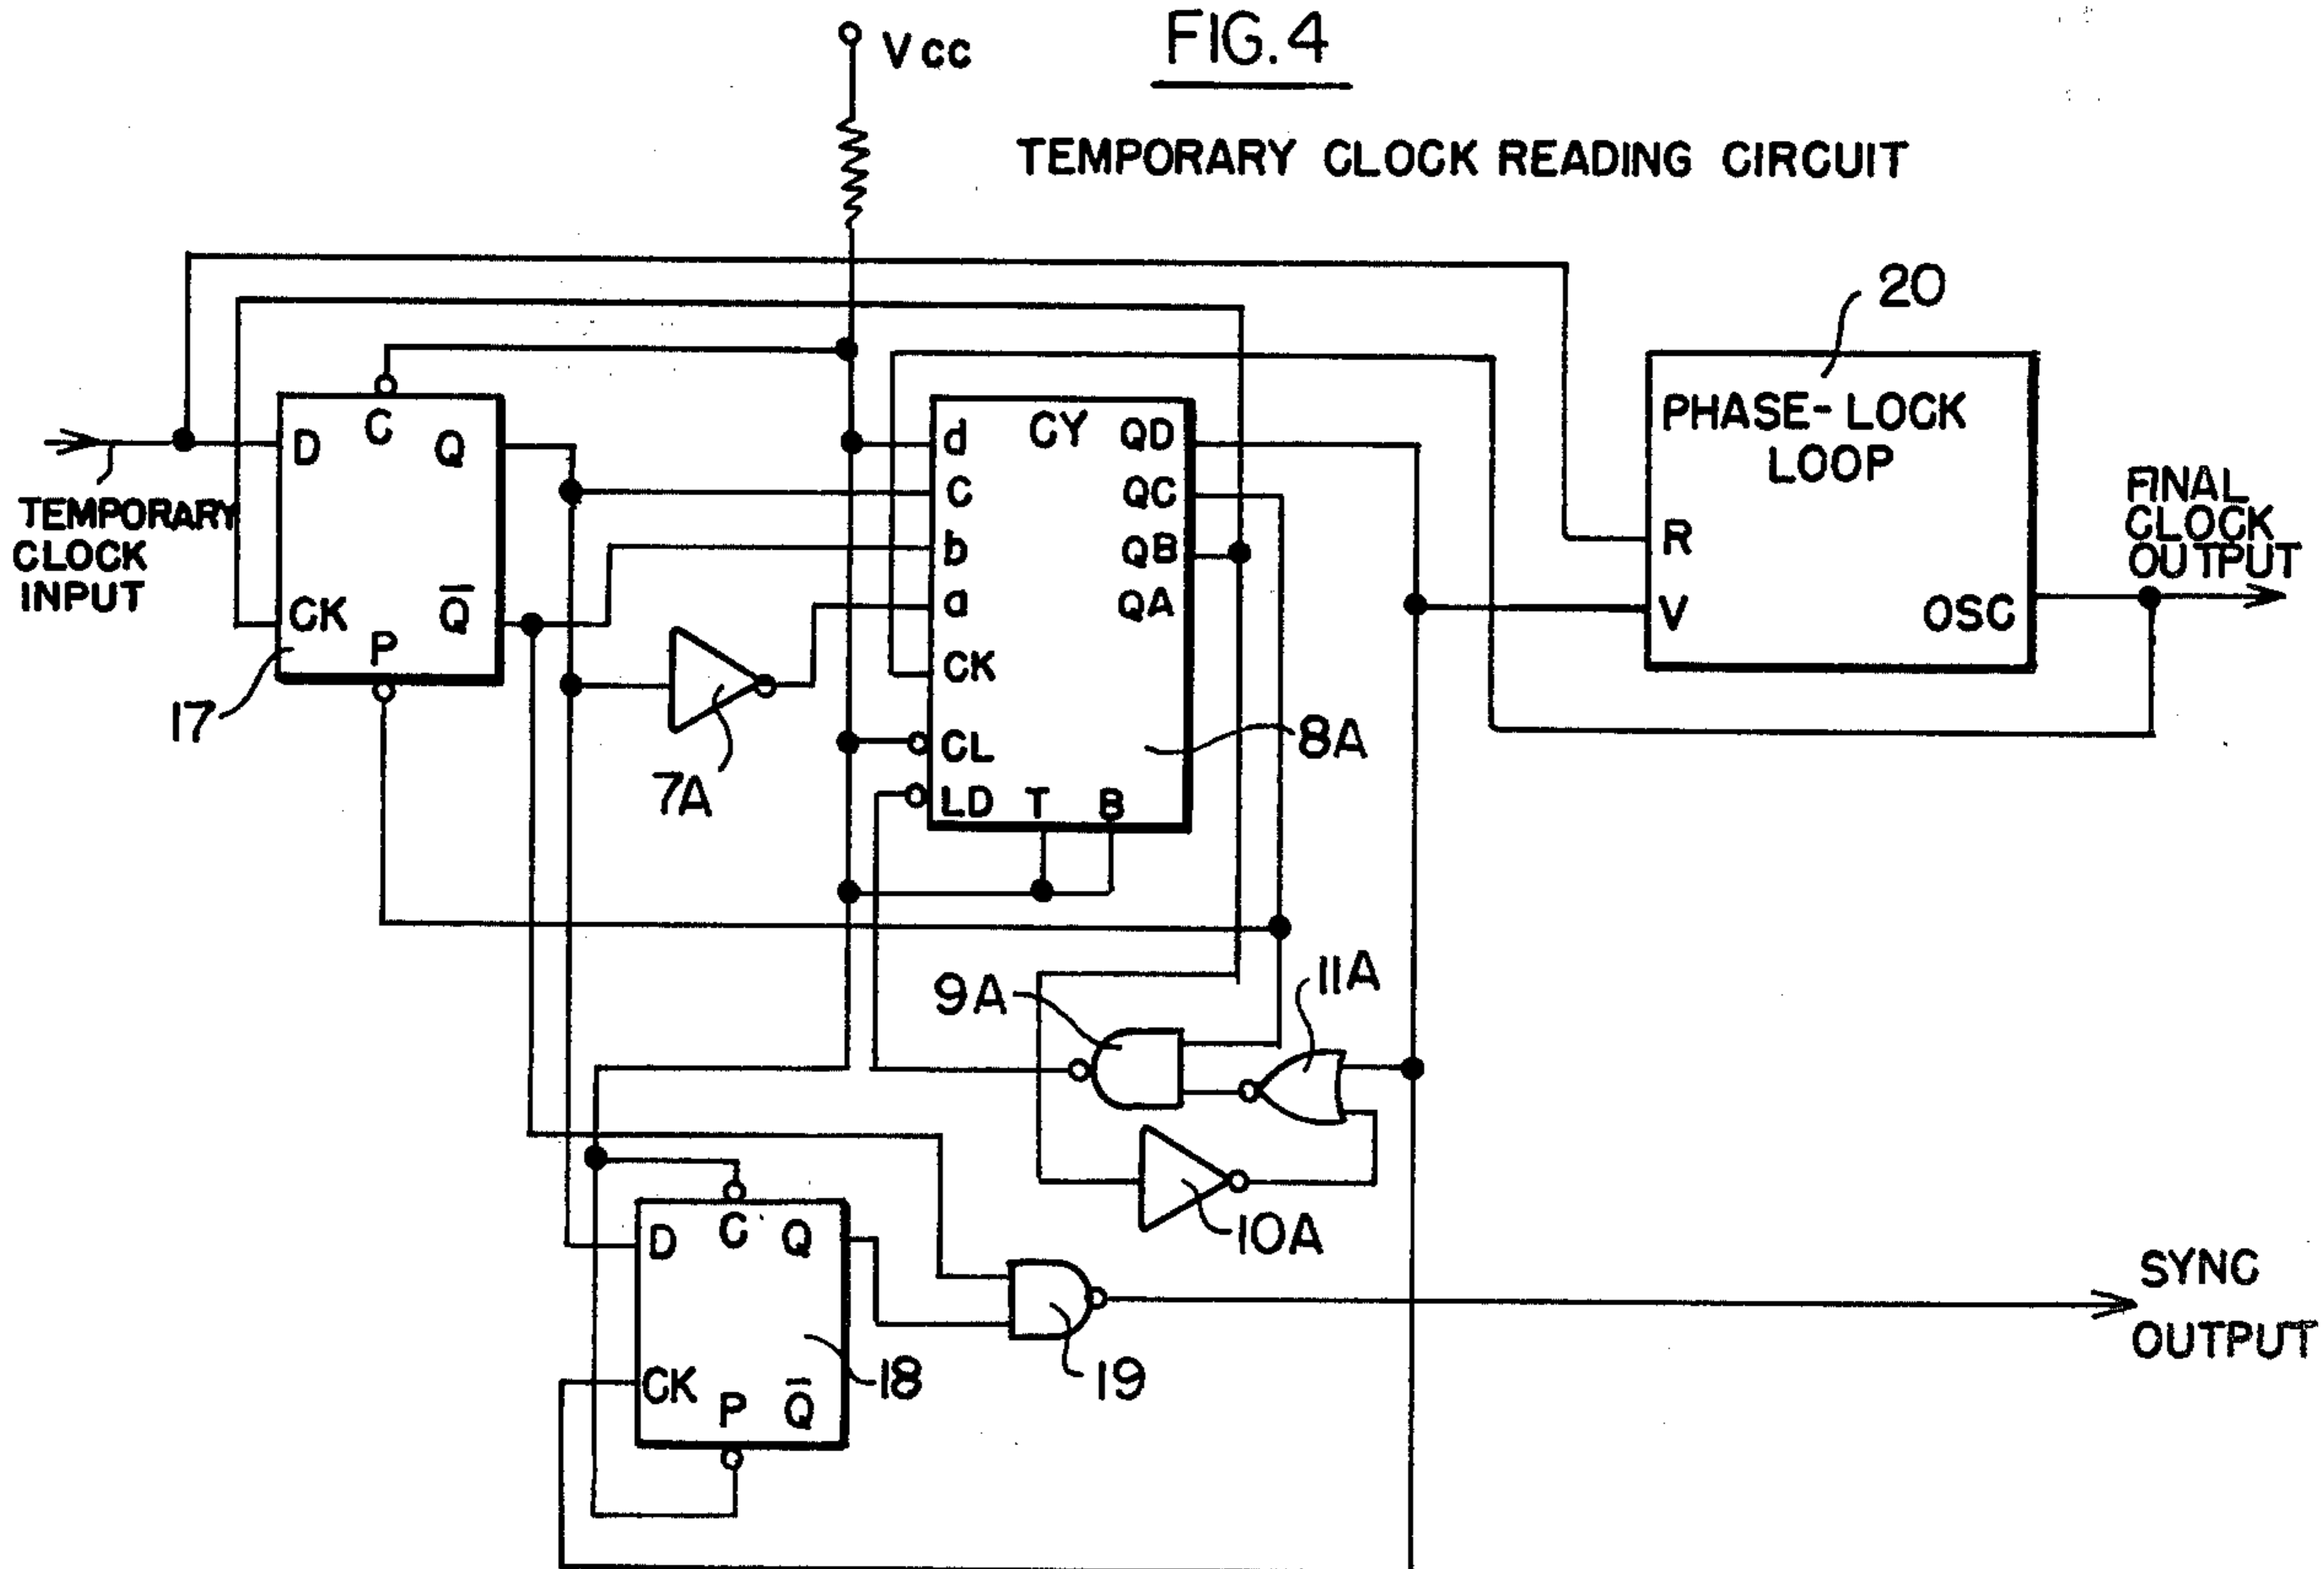 FIG. 4
Vcc
TEMPORARY CLOCK READING CIRCUIT
20
PHASE-LOCK
LOOP
R
V
OSC
FINAL
CLOCK
OUTPUT
TEMPORARY
CLOCK
INPUT
D
C
Q
CK
P
Q̅
17
7A
d
CY
QD
C
QC
b
QB
a
QA
CK
CL
LD
T
B
8A
9A
11A
10A
D
C
Q
CK
P
Q̅
18
19
SYNC
OUTPUT